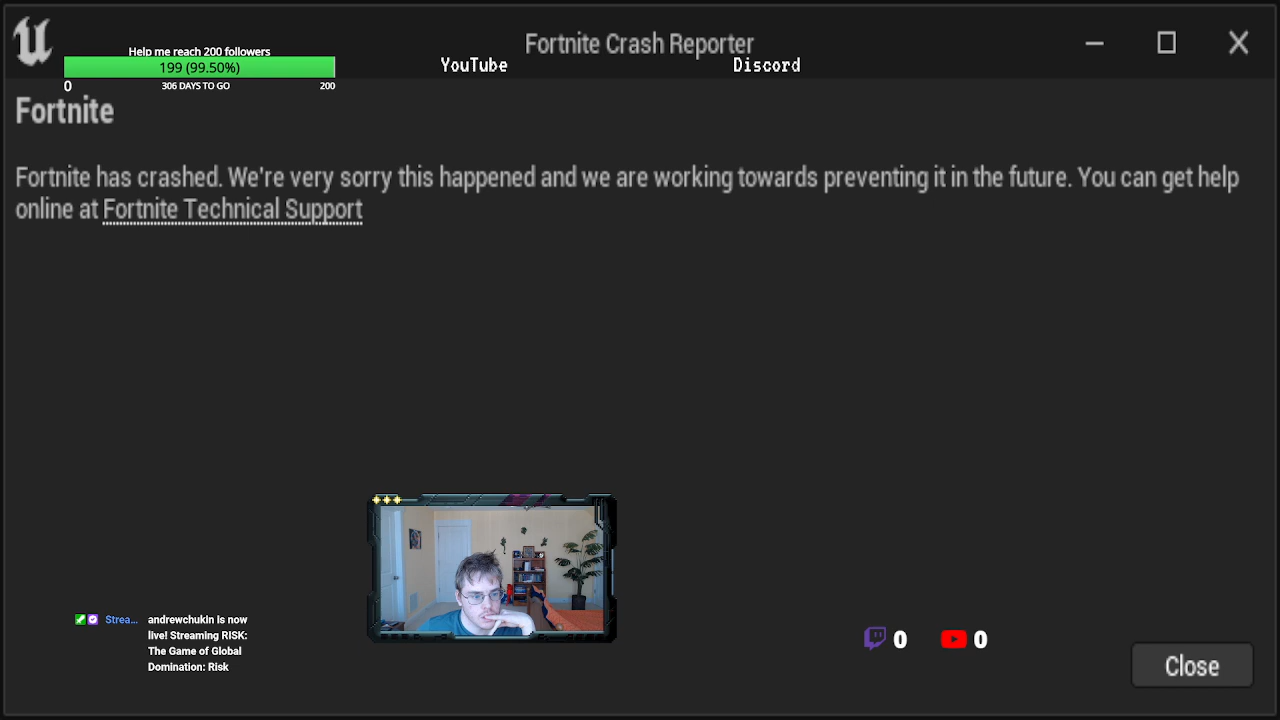 Fortnite Crash Reporter
Help me reach 200 followers
199 (99.50%)
0
306 DAYS TO GO
200
YouTube
Discord
Fortnite
Fortnite has crashed. We're very sorry this happened and we are working towards preventing it in the future. You can get help
online at Fortnite Technical Support
Strea...
andrewchukin is now
live! Streaming RISK:
The Game of Global
Domination: Risk
0
0
Close